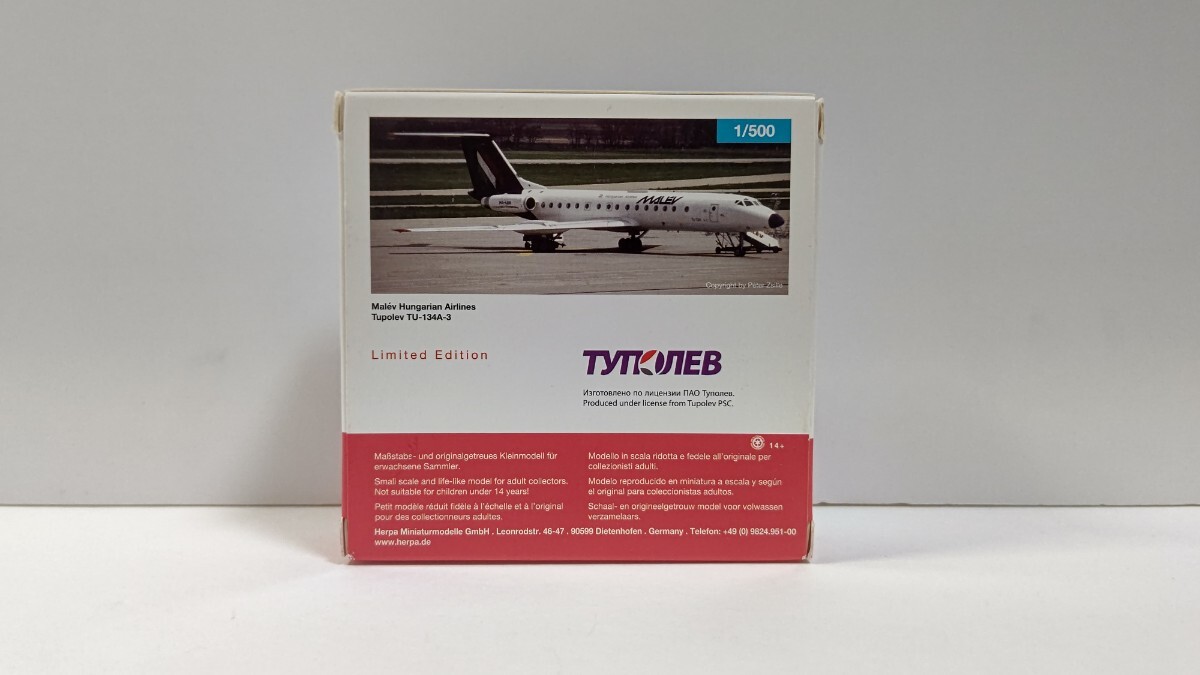 1/500
MALÉV
Malév Hungarian Airlines
Tupolev TU-134A-3
Limited Edition
ТУПОЛЕВ
Изготовлено по лицензии ПАО Туполев.
Produced under license from Tupolev PSC.
14+
Maßstabs- und originalgetreues Kleinmodell für
erwachsene Sammler.
Small scale and life-like model for adult collectors.
Not suitable for children under 14 years!
Petit modèle réduit fidèle à l'échelle et à l'original
pour des collectionneurs adultes.
Modello in scala ridotta e fedele all'originale per
collezionisti adulti.
Modelo reproducido en miniatura a escala y según
el original para coleccionistas adultos.
Schaal- en origineelgetrouw model voor volwassen
verzamelaars.
Herpa Miniaturmodelle GmbH . Leonrodstr. 46-47 . 90599 Dietenhofen . Germany . Telefon: +49 (0) 9824.951-00
www.herpa.de
Copyright by Peter